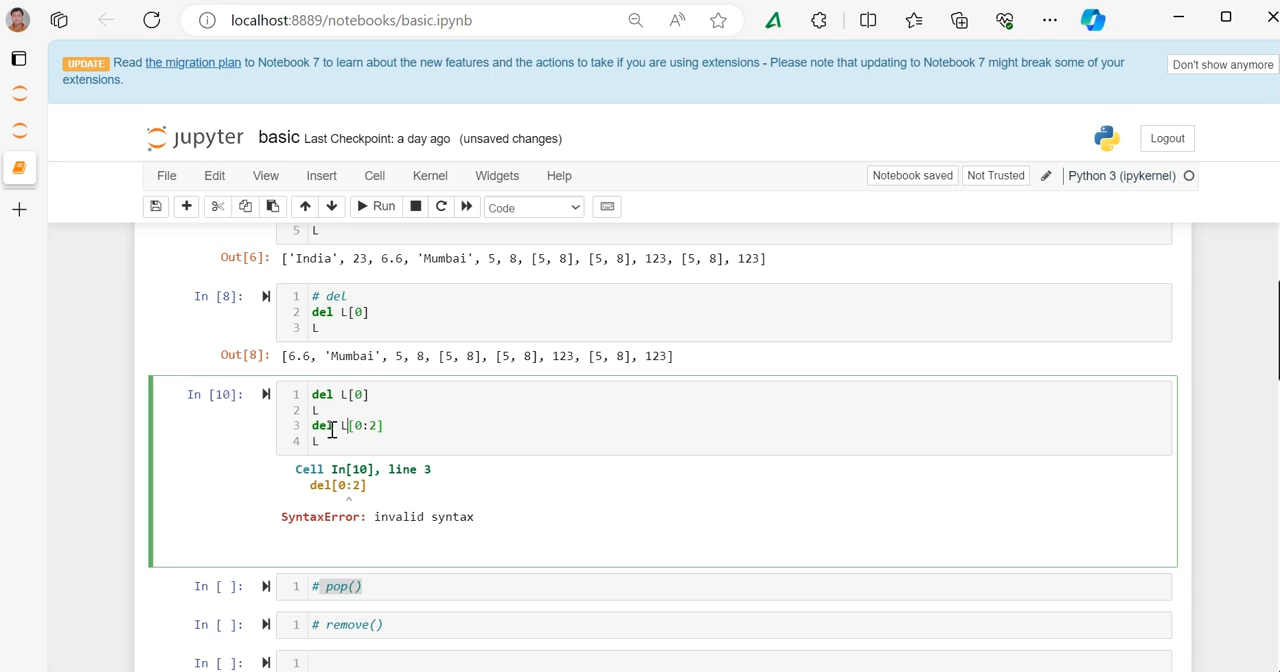 localhost:8889/notebooks/basic.ipynb
UPDATE Read the migration plan to Notebook 7 to learn about the new features and the actions to take if you are using extensions - Please note that updating to Notebook 7 might break some of your
extensions.
Don't show anymore
jupyter basic Last Checkpoint: a day ago (unsaved changes)
Logout
File Edit View Insert Cell Kernel Widgets Help
Notebook saved Not Trusted Python 3 (ipykernel)
Run Code
5 L
Out[6]: ['India', 23, 6.6, 'Mumbai', 5, 8, [5, 8], [5, 8], 123, [5, 8], 123]
In [8]: 1 # del
2 del L[0]
3 L
Out[8]: [6.6, 'Mumbai', 5, 8, [5, 8], [5, 8], 123, [5, 8], 123]
In [10]: 1 del L[0]
2 L
3 del L[0:2]
4 L
Cell In[10], line 3
del[0:2]
^
SyntaxError: invalid syntax
In [ ]: 1 # pop()
In [ ]: 1 # remove()
In [ ]: 1